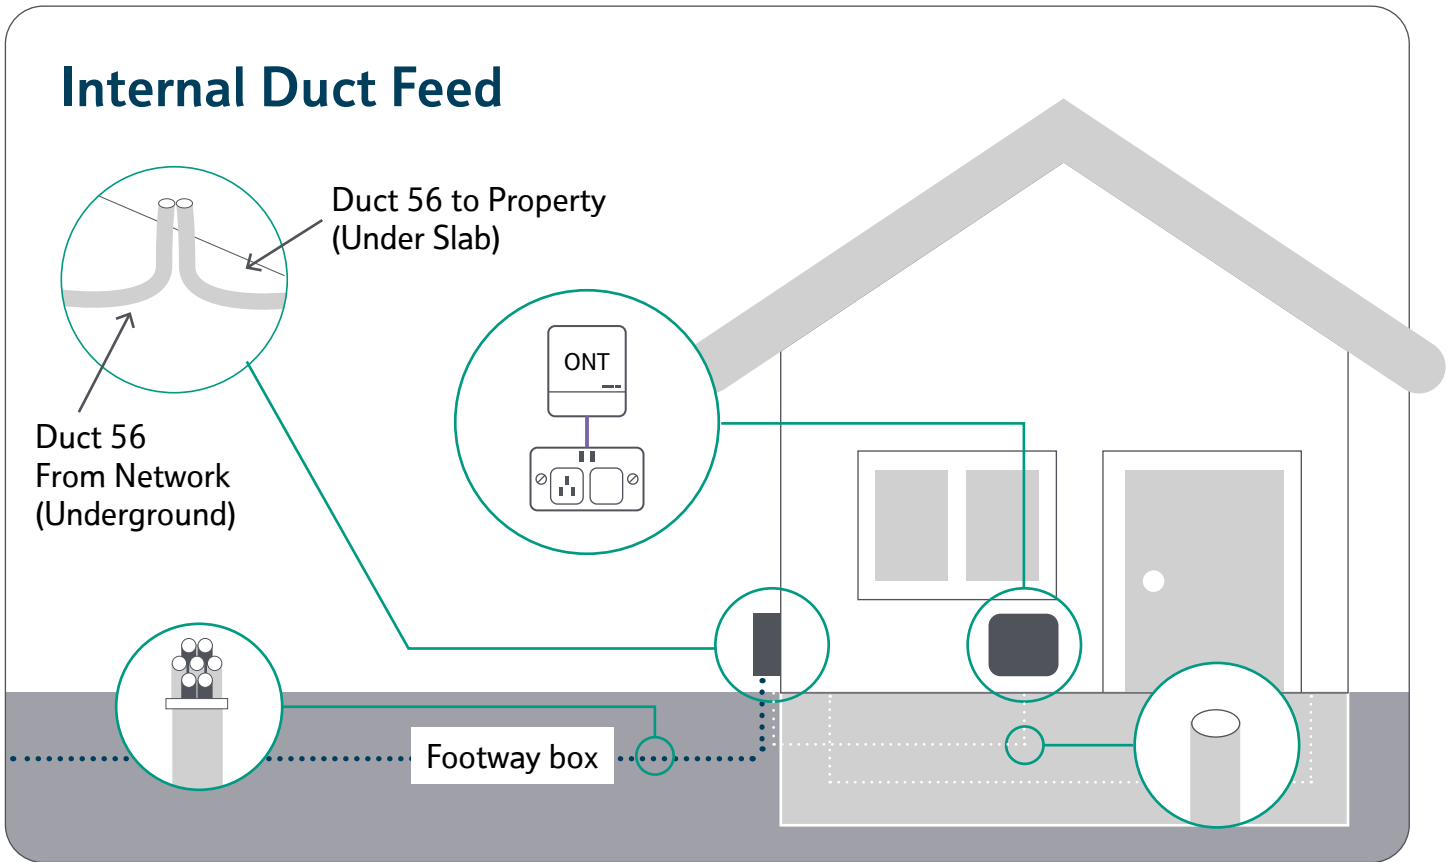 Internal Duct Feed
Duct 56 to Property
(Under Slab)
ONT
Duct 56
From Network
(Underground)
Footway box